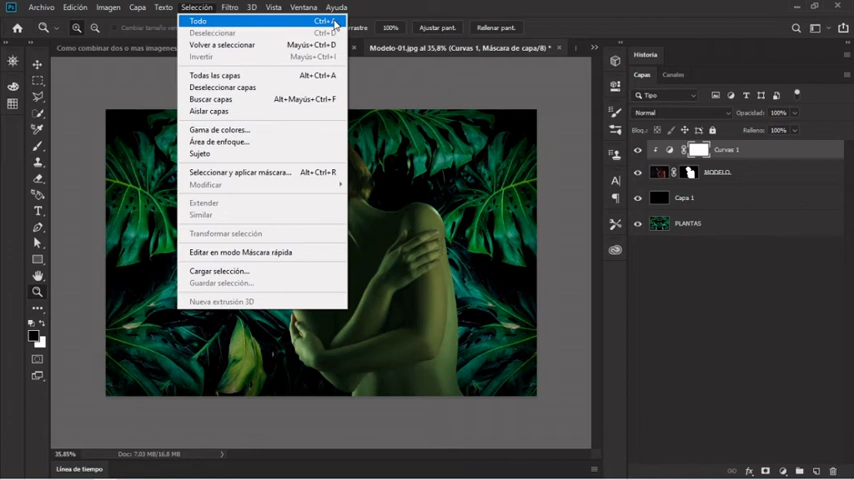 Ps Archivo Edición Imagen Capa Texto Selección Filtro 3D Vista Ventana Ayuda
100% Ajustar pant. Rellenar pant.
Como combinar dos o mas imagenes
Modelo-01.jpg al 35,8% (Curvas 1, Máscara de capa/8) *
Todo Ctrl+A
Deseleccionar Ctrl+D
Volver a seleccionar Mayús+Ctrl+D
Invertir Mayús+Ctrl+I
Todas las capas Alt+Ctrl+A
Deseleccionar capas
Buscar capas Alt+Mayús+Ctrl+F
Aislar capas
Gama de colores...
Área de enfoque...
Sujeto
Seleccionar y aplicar máscara... Alt+Ctrl+R
Modificar
Extender
Similar
Transformar selección
Editar en modo Máscara rápida
Cargar selección...
Guardar selección...
Nueva extrusión 3D
Historia
Capas Canales
Tipo
Normal Opacidad: 100%
Bloq.: Relleno: 100%
Curvas 1
MODELO
Capa 1
PLANTAS
35,85% Doc: 7,03 MB/16,8 MB
Línea de tiempo